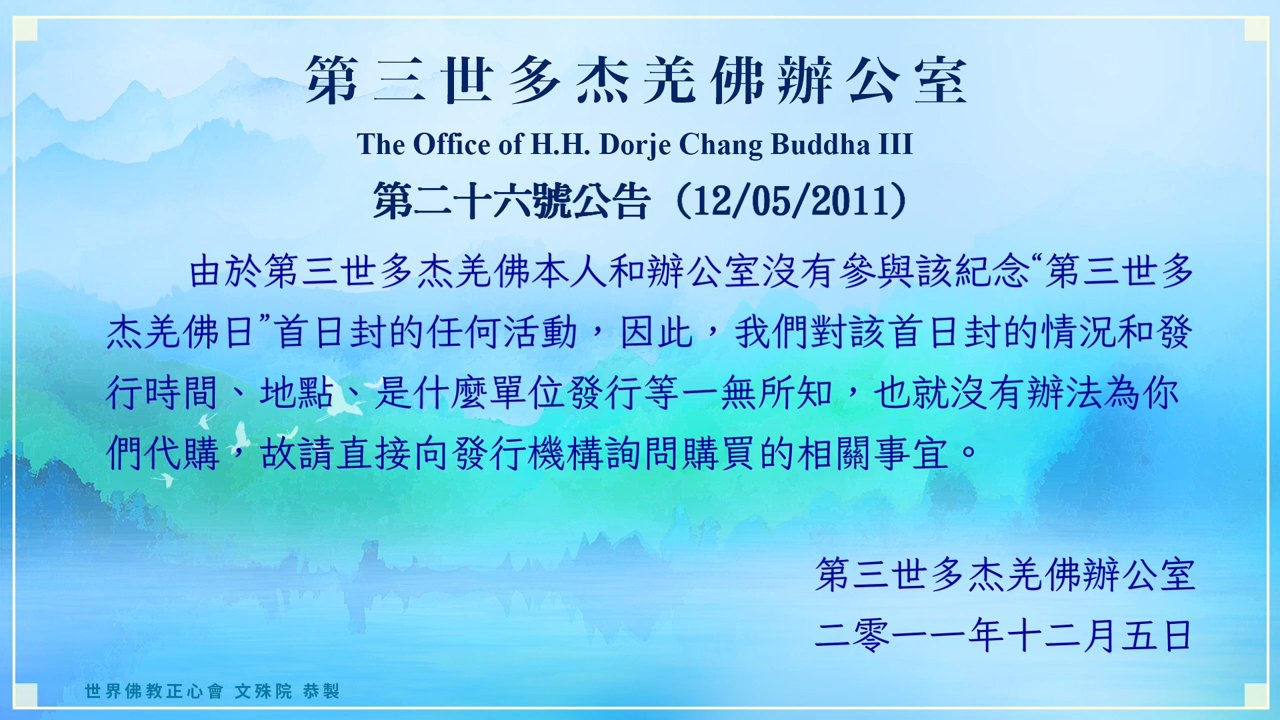 第三世多杰羌佛辦公室
The Office of H.H. Dorje Chang Buddha III
第二十六號公告（12/05/2011）
由於第三世多杰羌佛本人和辦公室沒有參與該紀念“第三世多
杰羌佛日”首日封的任何活動，因此，我們對該首日封的情況和發
行時間、地點、是什麼單位發行等一無所知，也就沒有辦法為你
們代購，故請直接向發行機構詢問購買的相關事宜。
第三世多杰羌佛辦公室
二零一一年十二月五日
世界佛教正心會 文殊院 恭製